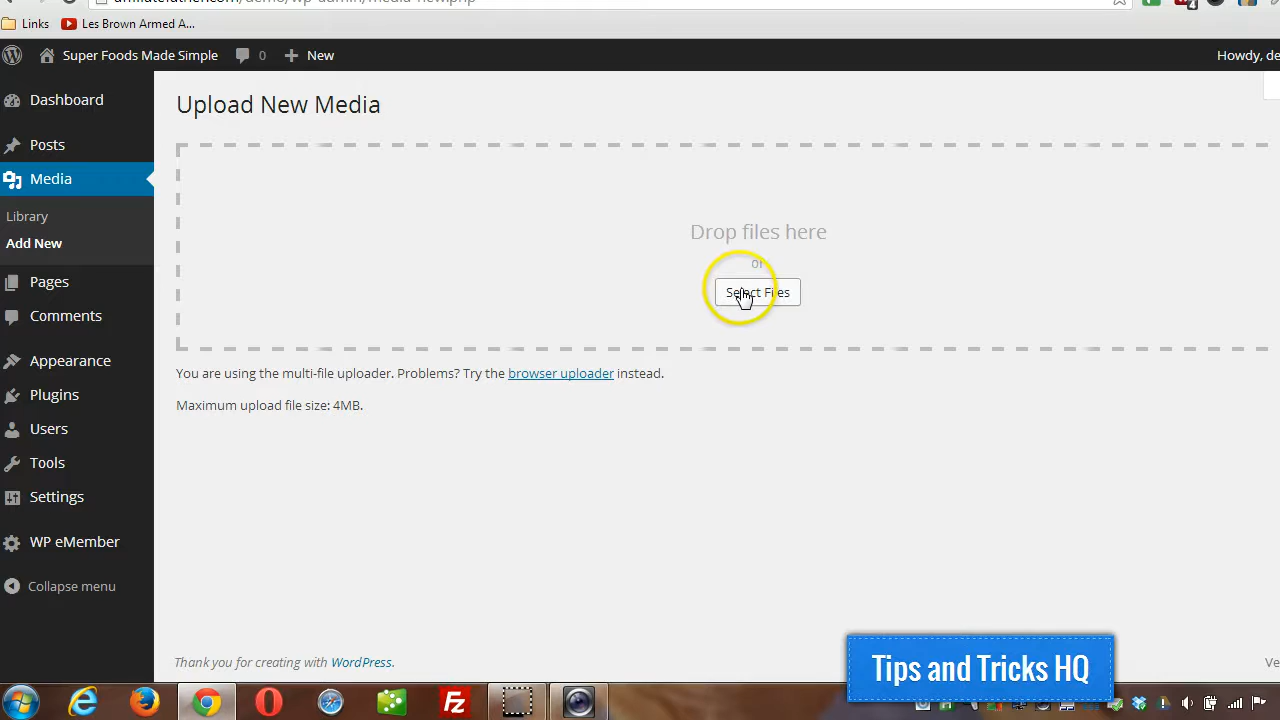 Links
Les Brown Armed A...
Super Foods Made Simple
0
New
Howdy, de
Dashboard
Upload New Media
Posts
Media
Library
Add New
Drop files here
or
Select Files
Pages
Comments
You are using the multi-file uploader. Problems? Try the browser uploader instead.
Maximum upload file size: 4MB.
Appearance
Plugins
Users
Tools
Settings
WP eMember
Collapse menu
Thank you for creating with WordPress.
Ve
Tips and Tricks HQ